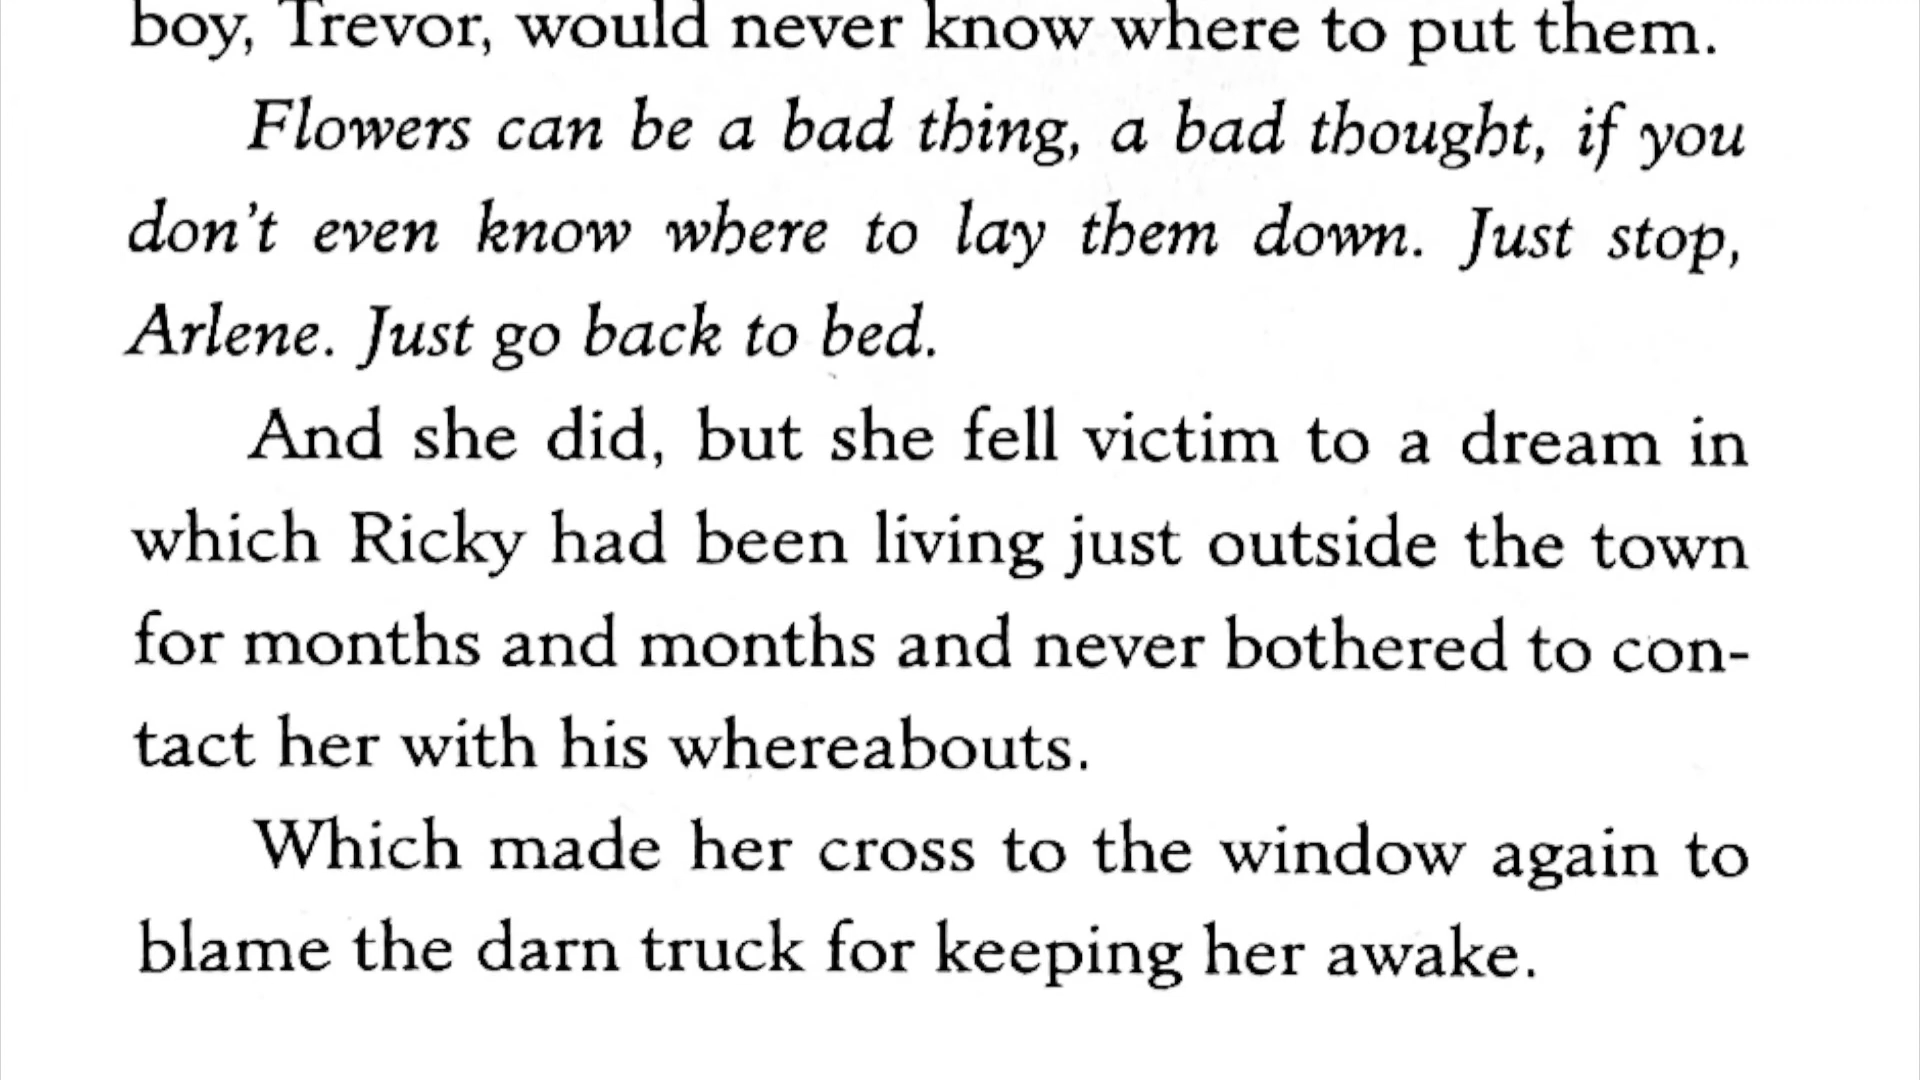 boy, Trevor, would never know where to put them.
Flowers can be a bad thing, a bad thought, if you
don't even know where to lay them down. Just stop,
Arlene. Just go back to bed.
And she did, but she fell victim to a dream in
which Ricky had been living just outside the town
for months and months and never bothered to con-
tact her with his whereabouts.
Which made her cross to the window again to
blame the darn truck for keeping her awake.